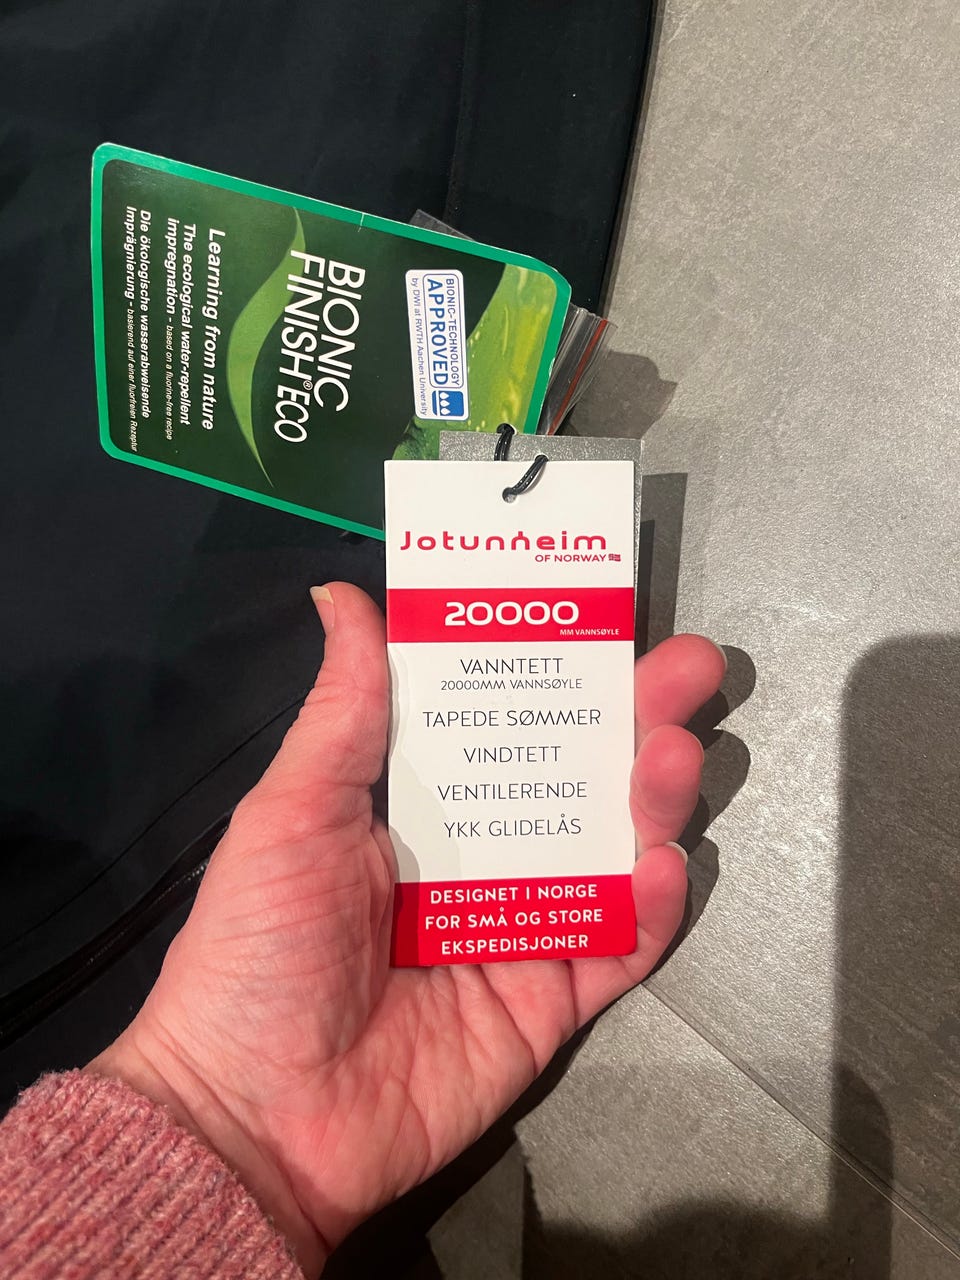 BIONIC-TECHNOLOGY
APPROVED
by DWI at RWTH Aachen University
BIONIC
FINISH® ECO
Learning from nature
The ecological water-repellent
impregnation - based on a fluorine-free recipe
Die ökologische wasserabweisende
Imprägnierung - basierend auf einer fluorfreien Rezeptur
Jotunheim
OF NORWAY
20000
MM VANNSØYLE
VANNTETT
20000MM VANNSØYLE
TAPEDE SØMMER
VINDTETT
VENTILERENDE
YKK GLIDELÅS
DESIGNET I NORGE
FOR SMÅ OG STORE
EKSPEDISJONER